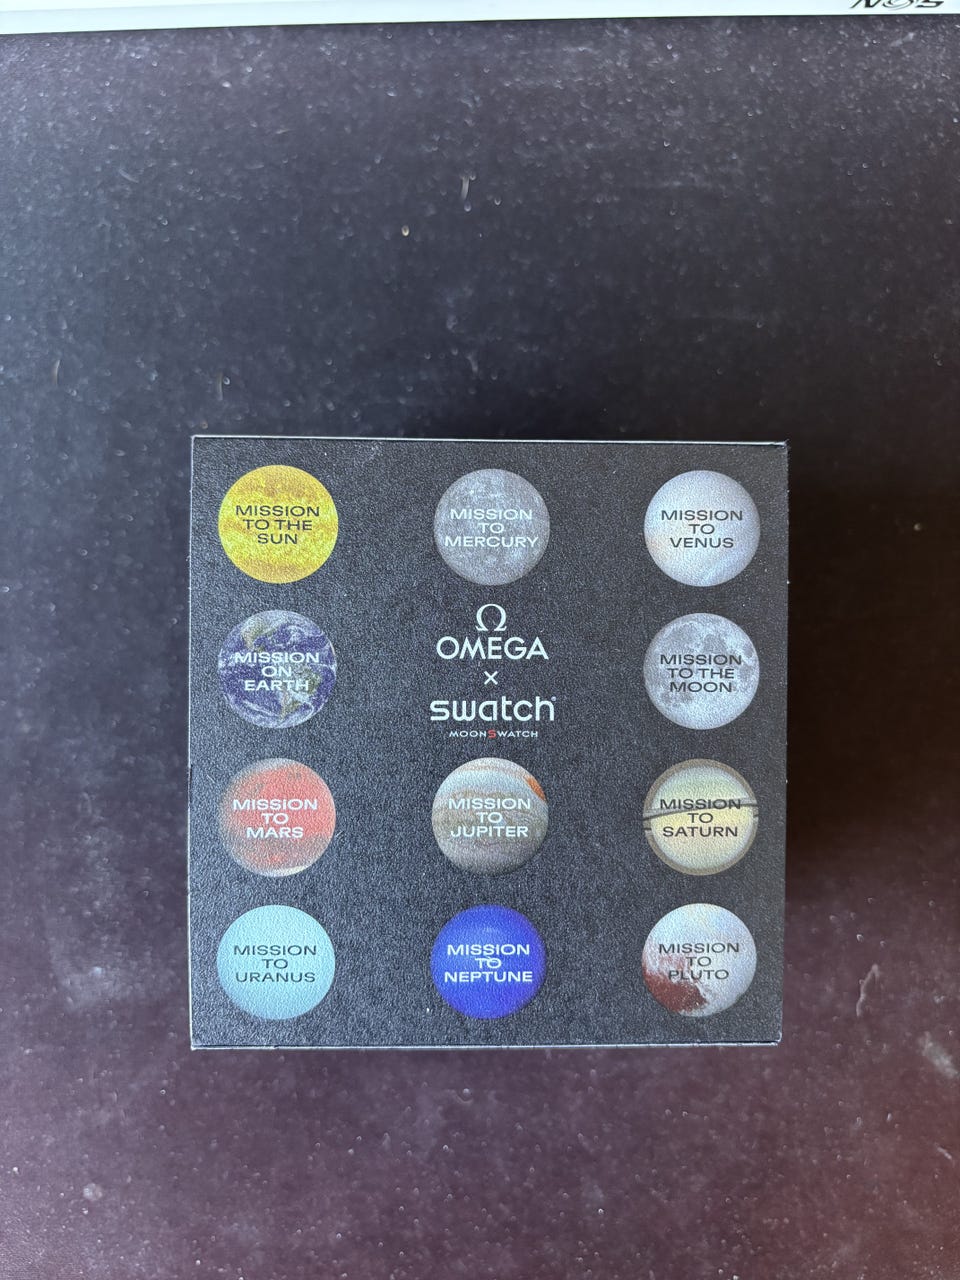 MISSION
TO THE
SUN
MISSION
TO
MERCURY
MISSION
TO
VENUS
MISSION
ON
EARTH
Ω
OMEGA
×
swatch
MOONSWATCH
MISSION
TO THE
MOON
MISSION
TO
MARS
MISSION
TO
JUPITER
MISSION
TO
SATURN
MISSION
TO
URANUS
MISSION
TO
NEPTUNE
MISSION
TO
PLUTO